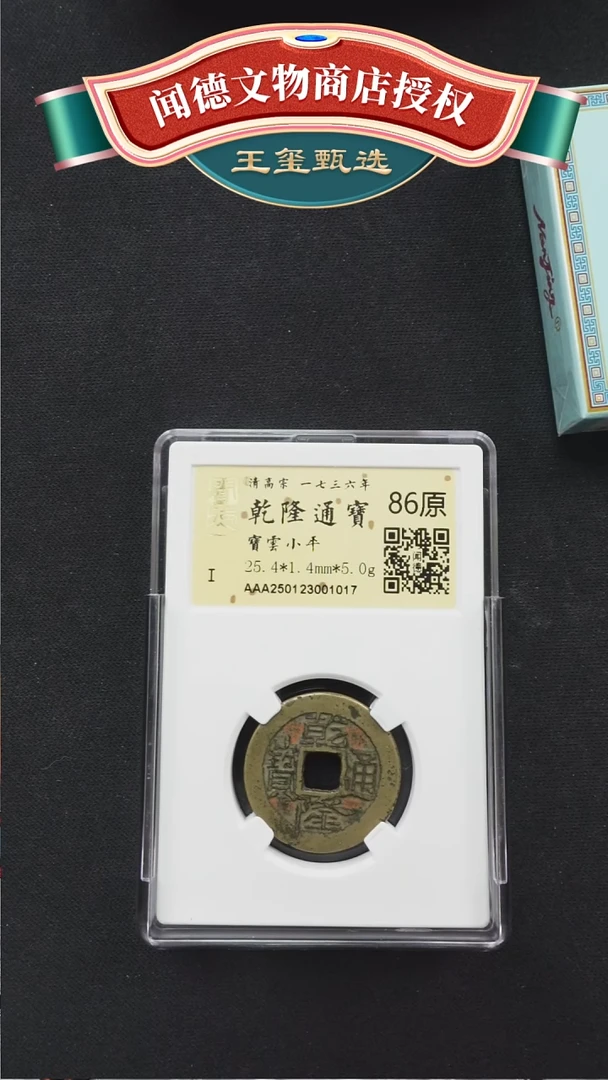 闻德文物商店授权
王玺甄选
清高宗 一七三六年
乾隆通寶
86原
寶雲小平
25.4*1.4mm*5.0g
I
AAA250123001017
乾隆通寶